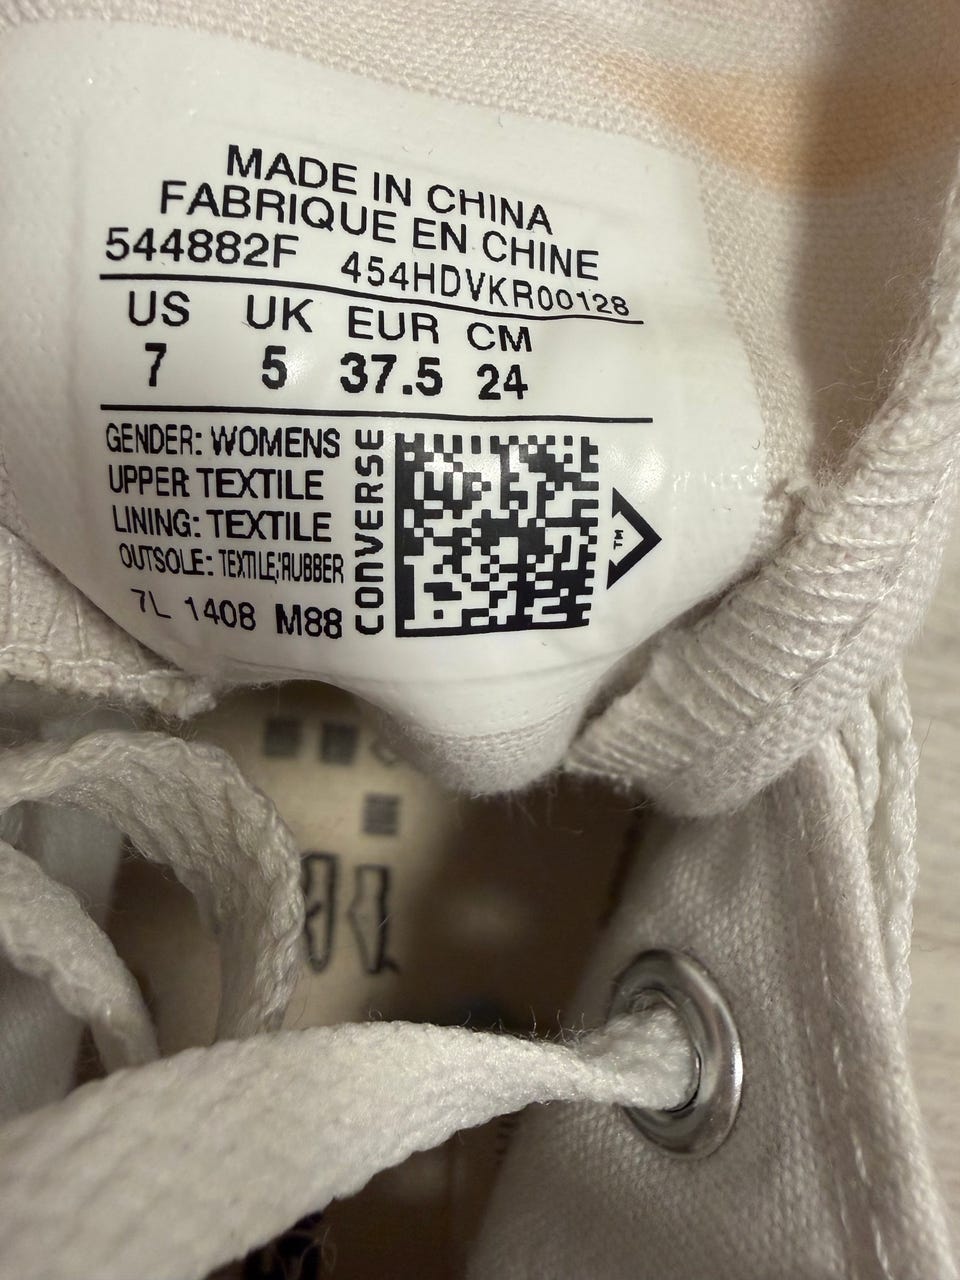 MADE IN CHINA
FABRIQUE EN CHINE
544882F 454HDVKR00128
US UK EUR CM
7 5 37.5 24
GENDER: WOMENS
UPPER: TEXTILE
LINING: TEXTILE
OUTSOLE: TEXTILE/RUBBER
7L 1408 M88
CONVERSE
™